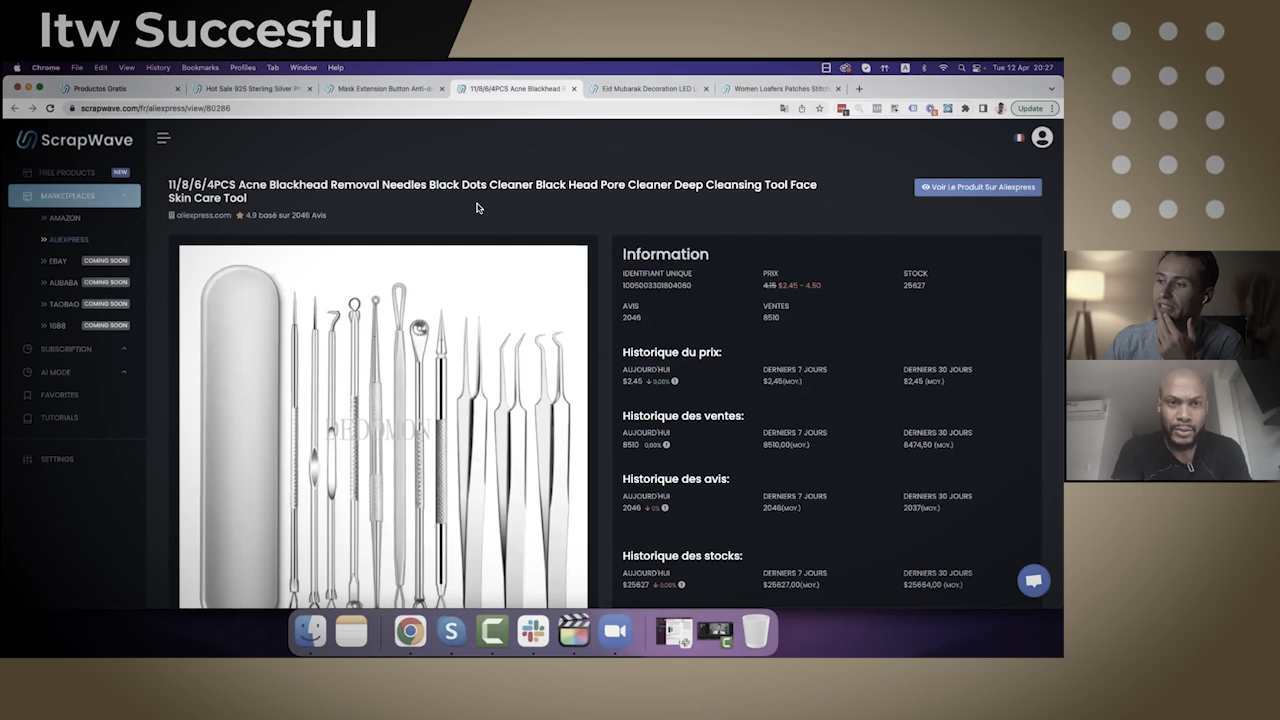 Itw Succesful
Chrome File Edit View History Bookmarks Profiles Tab Window Help
A Tue 12 Apr 20:27
Productos Gratis
Hot Sale 925 Sterling Silver P
Mask Extension Button Anti-
11/8/6/4PCS Acne Blackhead R
Eid Mubarak Decoration LED L
Women Loafers Patches Stitch
scrapwave.com/fr/aliexpress/view/80286
Update
ScrapWave
FREE PRODUCTS NEW
MARKETPLACES
AMAZON
ALIEXPRESS
EBAY COMING SOON
ALIBABA COMING SOON
TAOBAO COMING SOON
1688 COMING SOON
SUBSCRIPTION
AI MODE
FAVORITES
TUTORIALS
SETTINGS
11/8/6/4PCS Acne Blackhead Removal Needles Black Dots Cleaner Black Head Pore Cleaner Deep Cleansing Tool Face
Skin Care Tool
aliexpress.com 4.9 basé sur 2046 Avis
Voir Le Produit Sur Aliexpress
Information
IDENTIFIANT UNIQUE PRIX STOCK
1005003301804060 4.15 $2.45 - 4.50 25627
AVIS VENTES
2046 8510
Historique du prix:
AUJOURD'HUI DERNIERS 7 JOURS DERNIERS 30 JOURS
$2.45 0,00% $2,45(MOY.) $2,45 (MOY.)
Historique des ventes:
AUJOURD'HUI DERNIERS 7 JOURS DERNIERS 30 JOURS
8510 0,00% 8510,00(MOY.) 8474,50 (MOY.)
Historique des avis:
AUJOURD'HUI DERNIERS 7 JOURS DERNIERS 30 JOURS
2046 0% 2046(MOY.) 2037(MOY.)
Historique des stocks:
AUJOURD'HUI DERNIERS 7 JOURS DERNIERS 30 JOURS
$25627 0,00% $25627,00(MOY.) $25664,00 (MOY.)